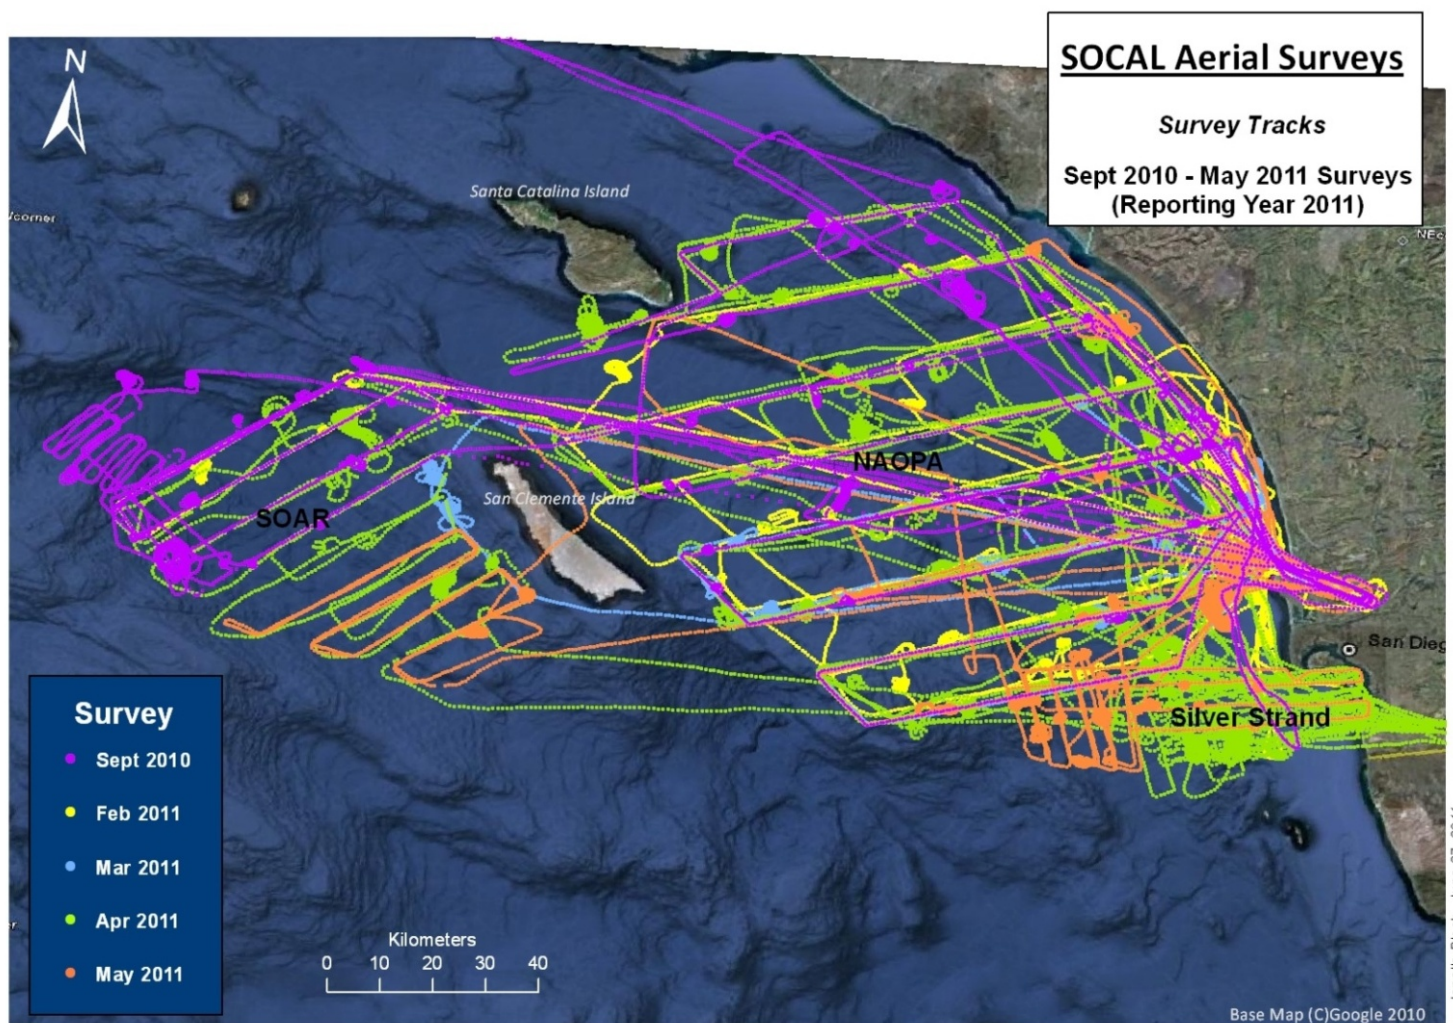 SOCAL Aerial Surveys
Survey Tracks
Sept 2010 - May 2011 Surveys
(Reporting Year 2011)
N
Santa Catalina Island
NAOPA
San Clemente Island
SOAR
San Dieg
Silver Strand
Survey
Sept 2010
Feb 2011
Mar 2011
Apr 2011
May 2011
Kilometers
0 10 20 30 40
Base Map (C)Google 2010